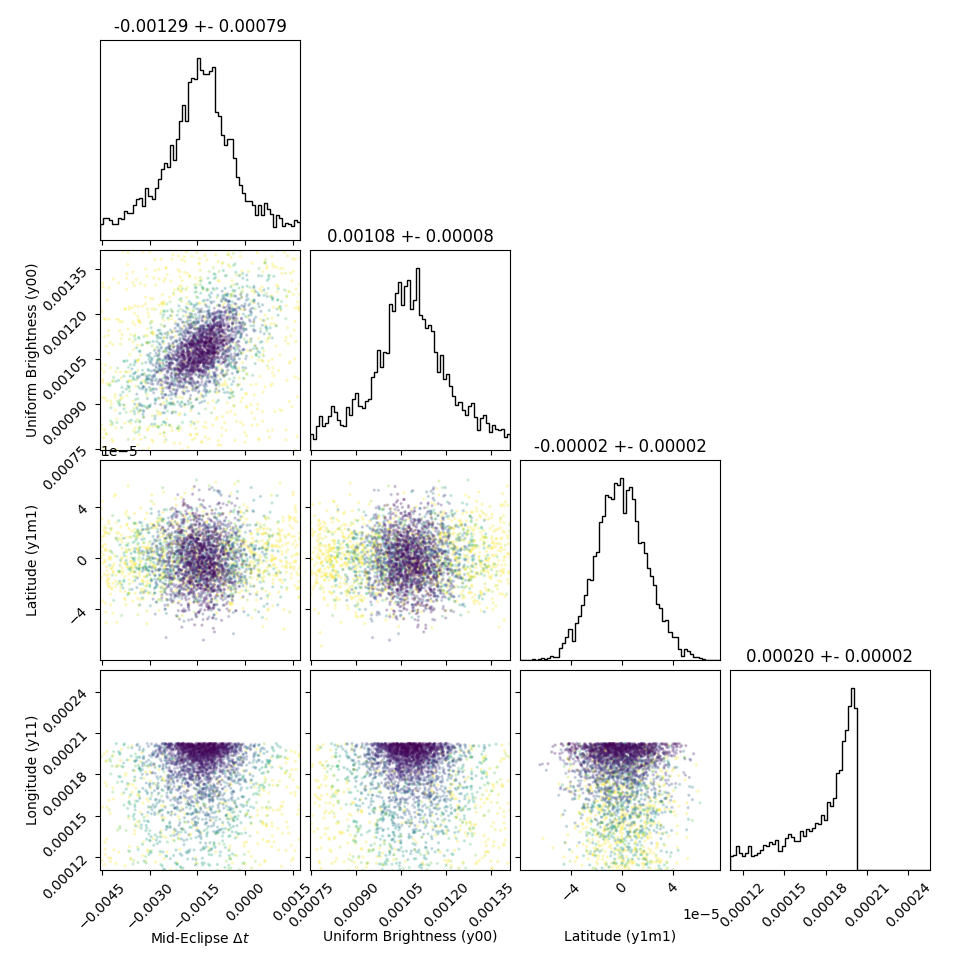 -0.00129 +- 0.00079
0.00108 +- 0.00008
-0.00002 +- 0.00002
0.00020 +- 0.00002
Uniform Brightness (y00)
0.00135
0.00120
0.00105
0.00090
0.00075
1e−5
Latitude (y1m1)
4
0
−4
Longitude (y11)
0.00024
0.00021
0.00018
0.00015
0.00012
−0.0045
−0.0030
−0.0015
0.0000
0.0015
Mid-Eclipse Δt
0.00075
0.00090
0.00105
0.00120
0.00135
Uniform Brightness (y00)
−4
0
4
1e−5
Latitude (y1m1)
0.00012
0.00015
0.00018
0.00021
0.00024